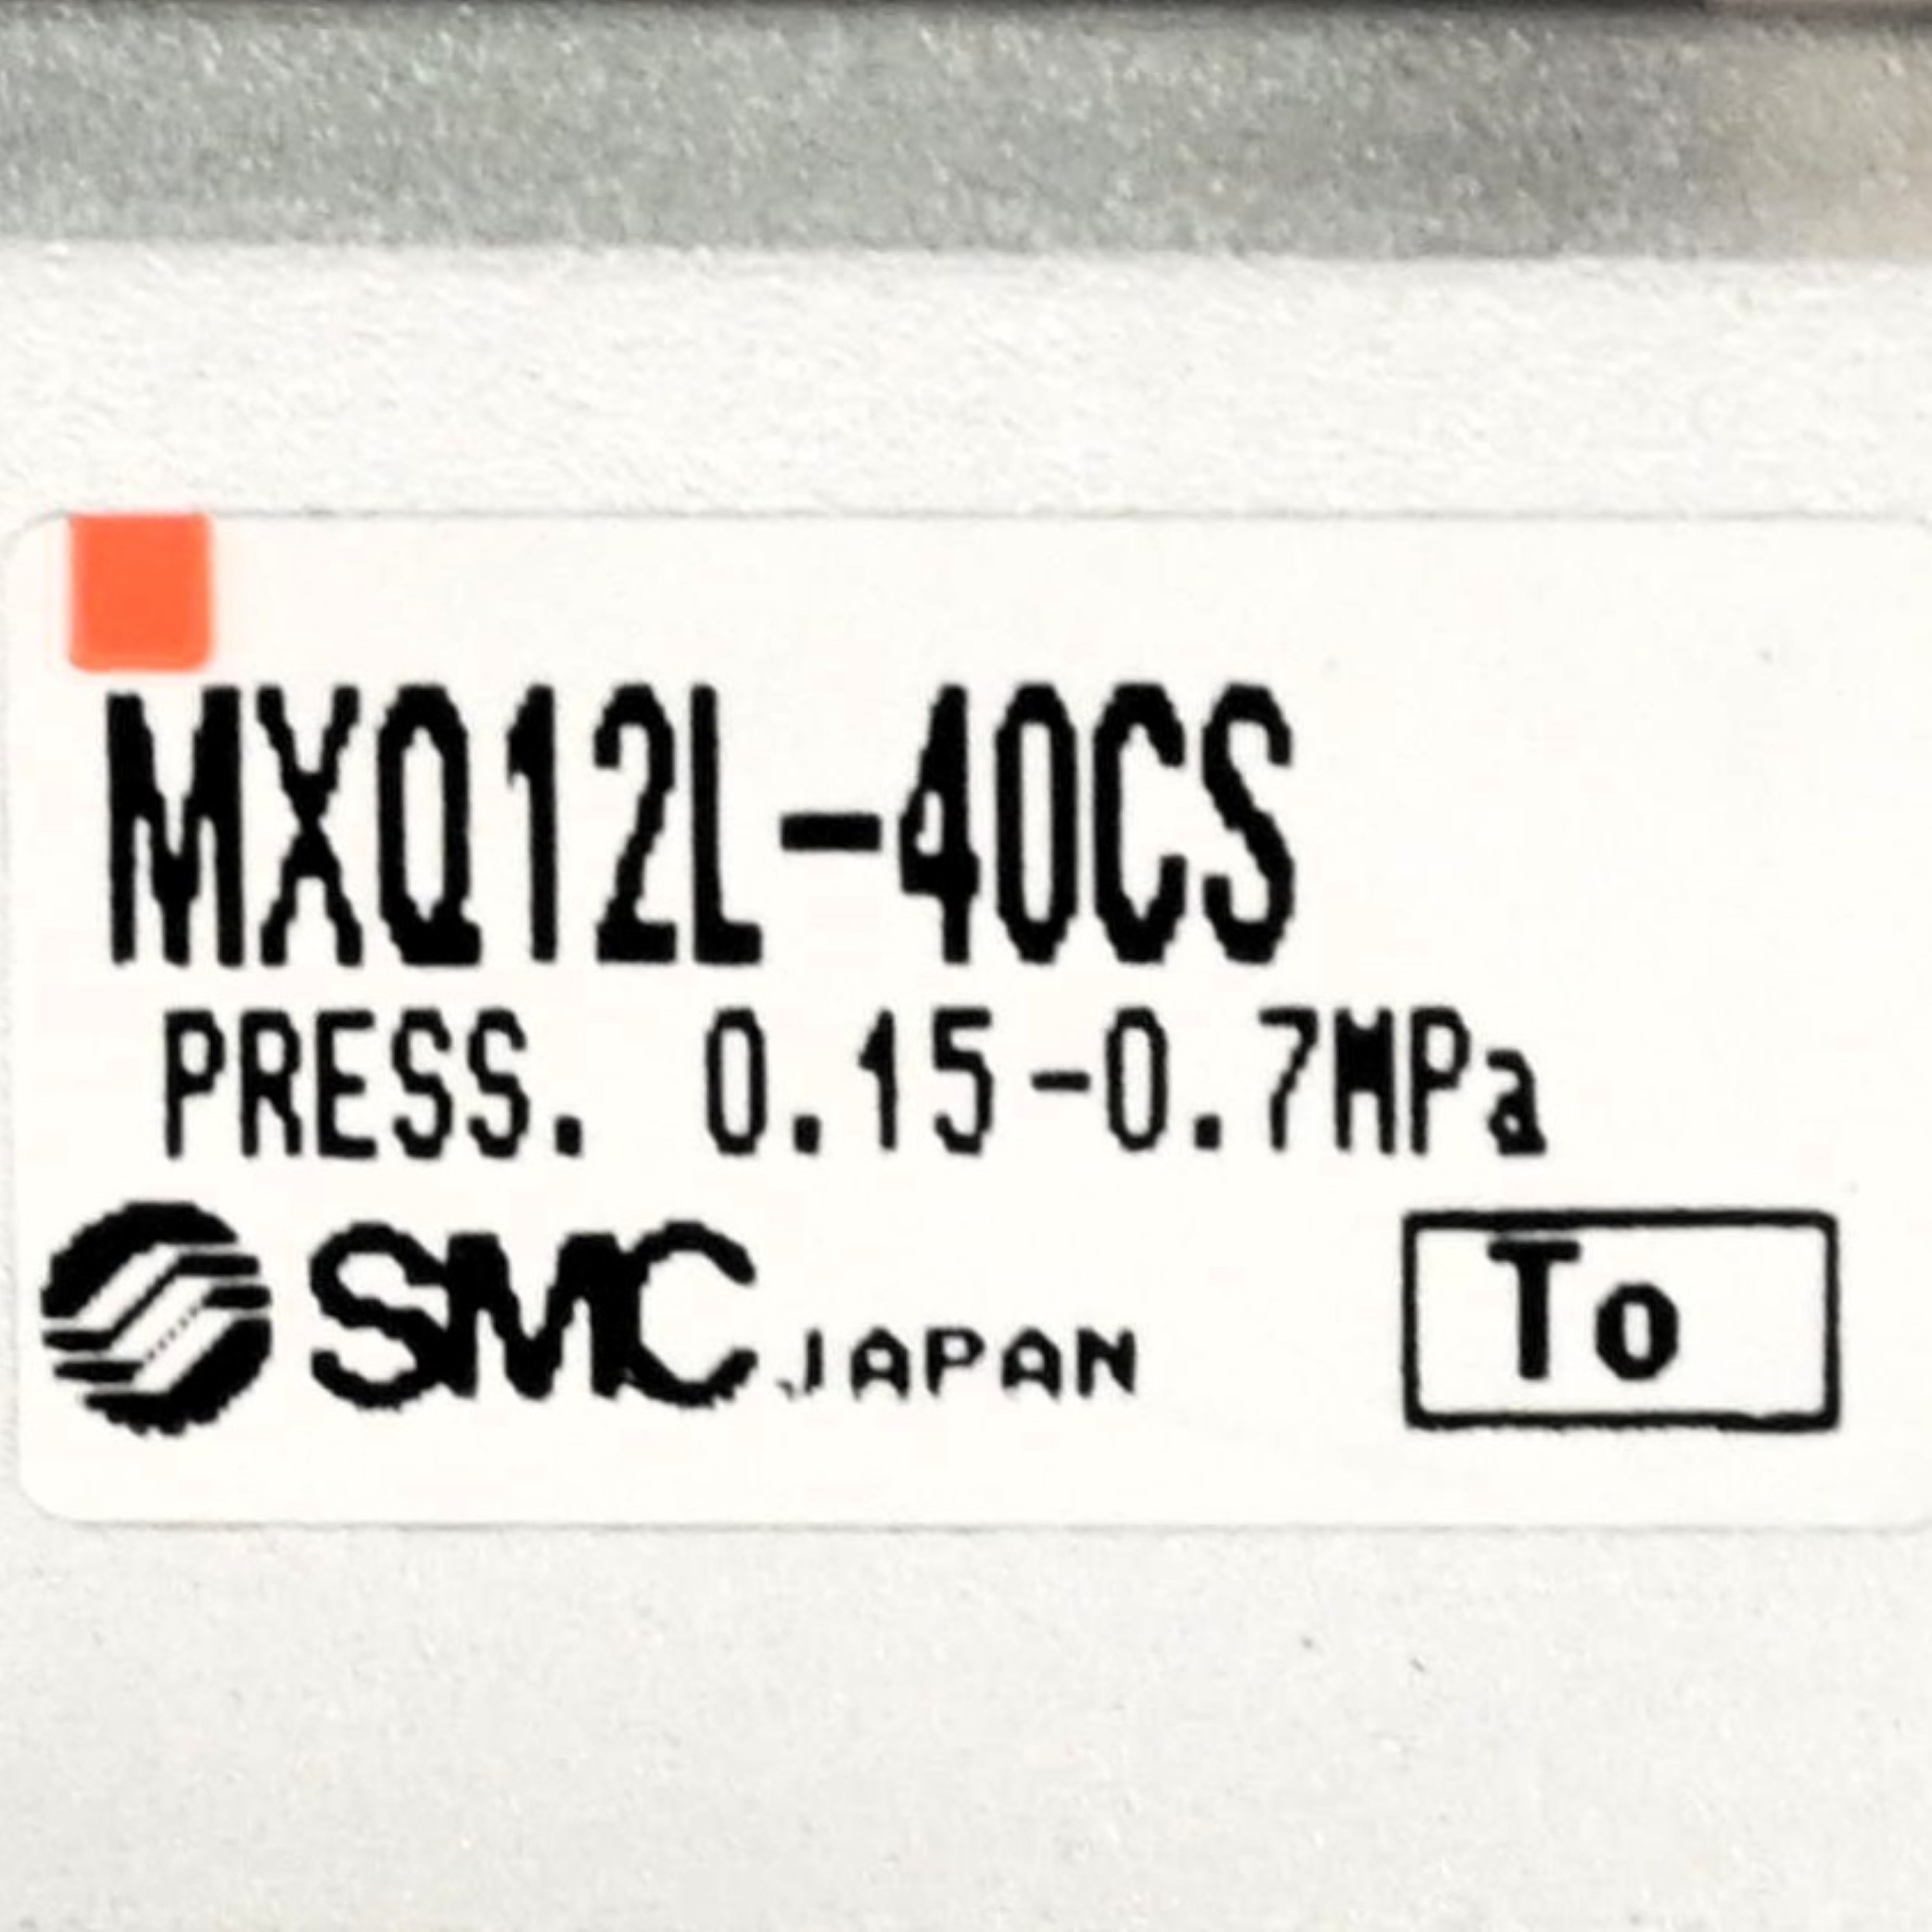 MXQ12L-40CS
PRESS. 0.15-0.7MPa
SMC JAPAN To